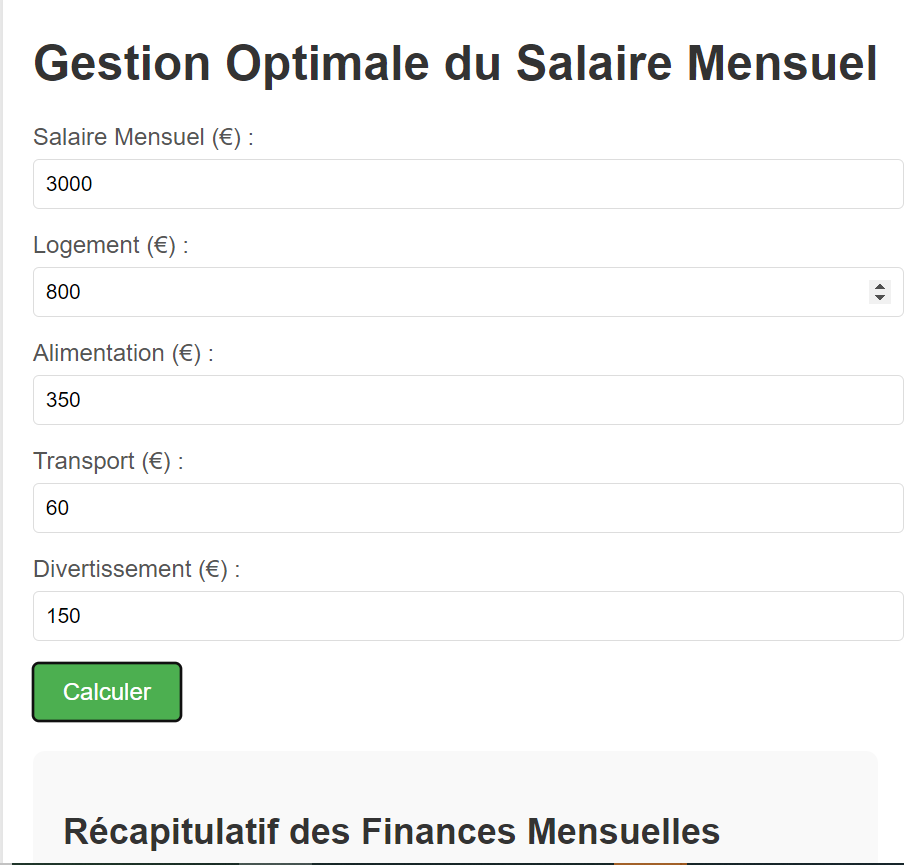 Gestion Optimale du Salaire Mensuel
Salaire Mensuel (€) :
3000
Logement (€) :
800
Alimentation (€) :
350
Transport (€) :
60
Divertissement (€) :
150
Calculer
Récapitulatif des Finances Mensuelles